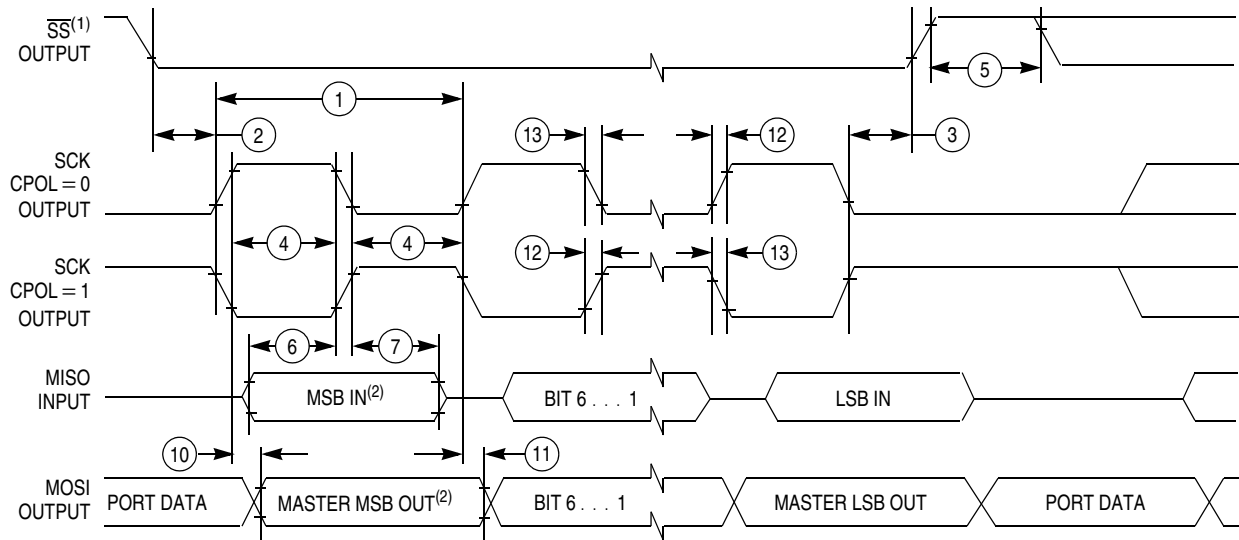 SS(1)
OUTPUT
5
1
2
13
12
3
SCK
CPOL = 0
OUTPUT
4
4
12
13
SCK
CPOL = 1
OUTPUT
6
7
MISO
INPUT
MSB IN(2)
BIT 6 . . . 1
LSB IN
10
11
MOSI
OUTPUT
PORT DATA
MASTER MSB OUT(2)
BIT 6 . . . 1
MASTER LSB OUT
PORT DATA